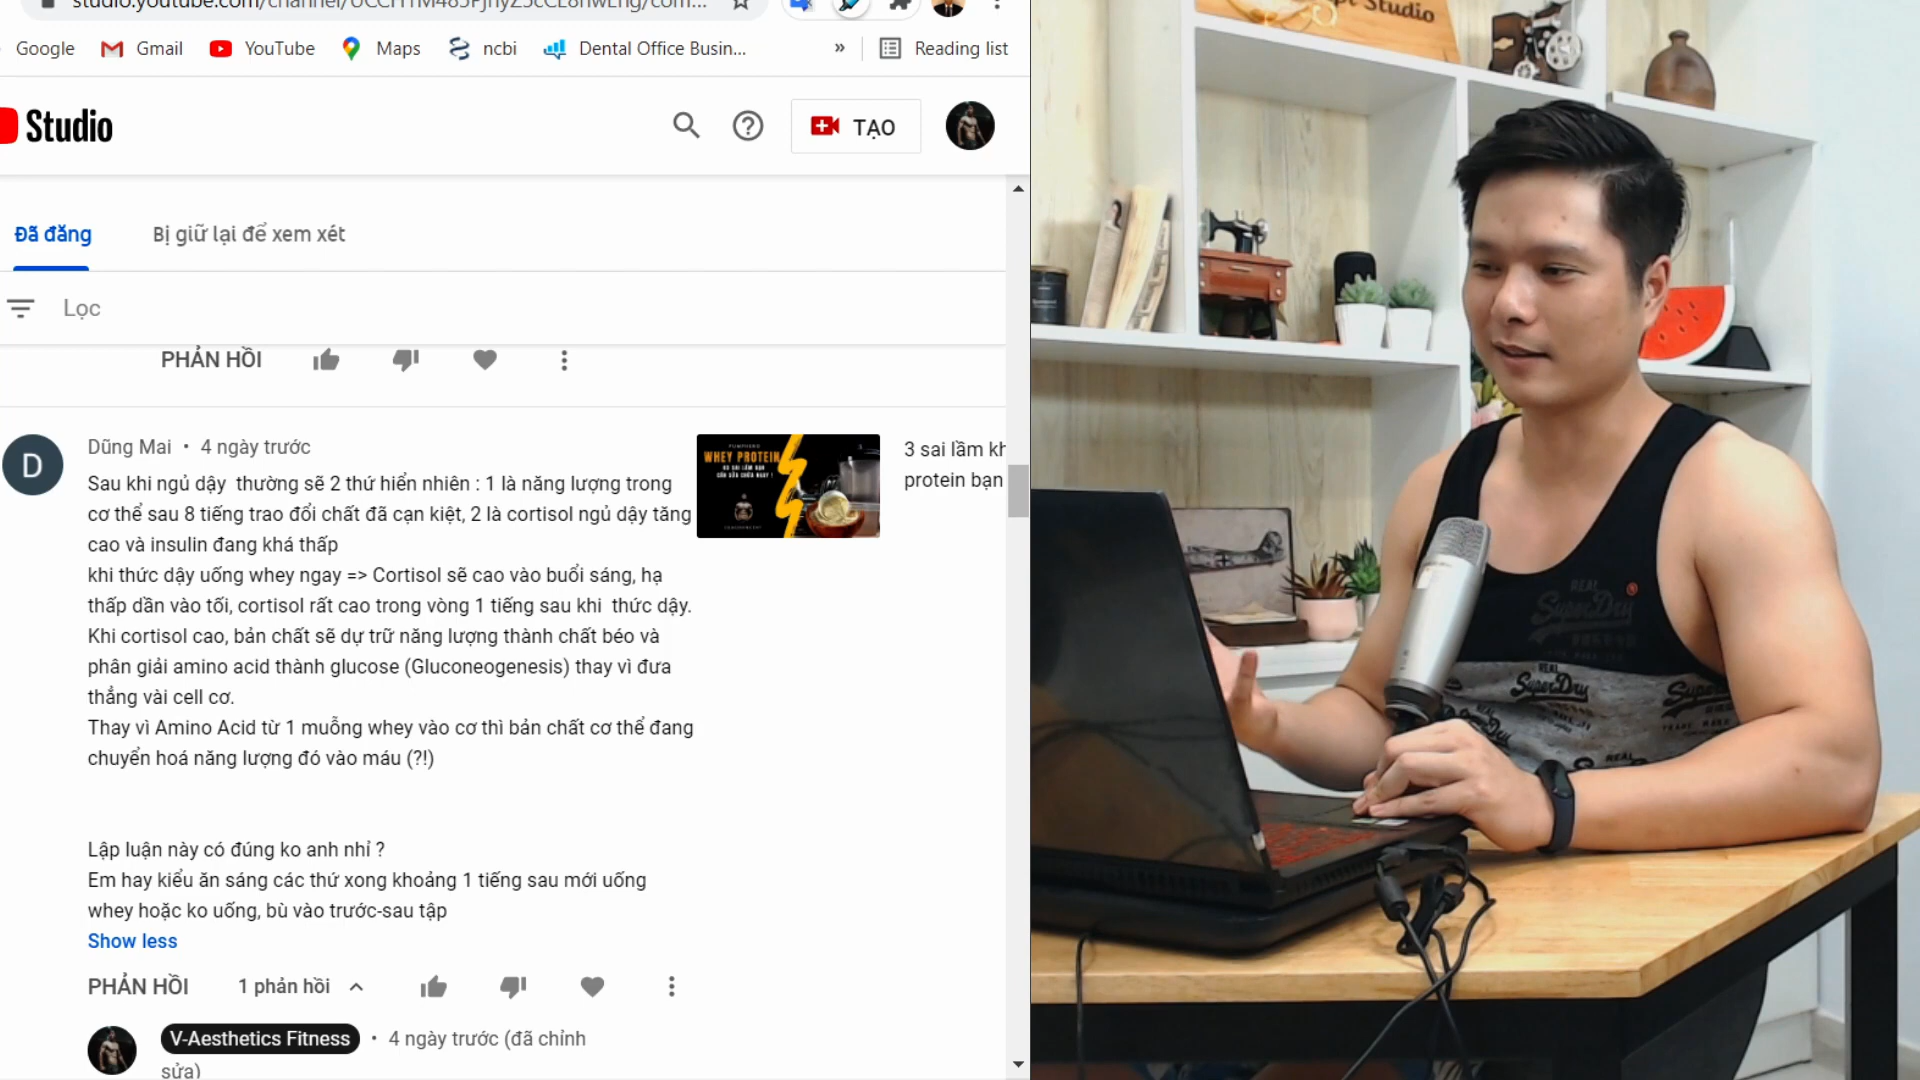 Google Gmail YouTube Maps ncbi Dental Office Busin... » Reading list
Studio TẠO
Đã đăng Bị giữ lại để xem xét
Lọc
PHẢN HỒI
D
Dũng Mai • 4 ngày trước
Sau khi ngủ dậy thường sẽ 2 thứ hiển nhiên : 1 là năng lượng trong
cơ thể sau 8 tiếng trao đổi chất đã cạn kiệt, 2 là cortisol ngủ dậy tăng
cao và insulin đang khá thấp
khi thức dậy uống whey ngay => Cortisol sẽ cao vào buổi sáng, hạ
thấp dần vào tối, cortisol rất cao trong vòng 1 tiếng sau khi thức dậy.
Khi cortisol cao, bản chất sẽ dự trữ năng lượng thành chất béo và
phân giải amino acid thành glucose (Gluconeogenesis) thay vì đưa
thẳng vài cell cơ.
Thay vì Amino Acid từ 1 muỗng whey vào cơ thì bản chất cơ thể đang
chuyển hoá năng lượng đó vào máu (?!)
Lập luận này có đúng ko anh nhỉ ?
Em hay kiểu ăn sáng các thứ xong khoảng 1 tiếng sau mới uống
whey hoặc ko uống, bù vào trước-sau tập
Show less
PHẢN HỒI 1 phản hồi
V-Aesthetics Fitness • 4 ngày trước (đã chỉnh
sửa)
WHEY PROTEIN
3 sai lầm kh
protein bạn
Studio
REAL
SuperDry
REAL
SuperDry